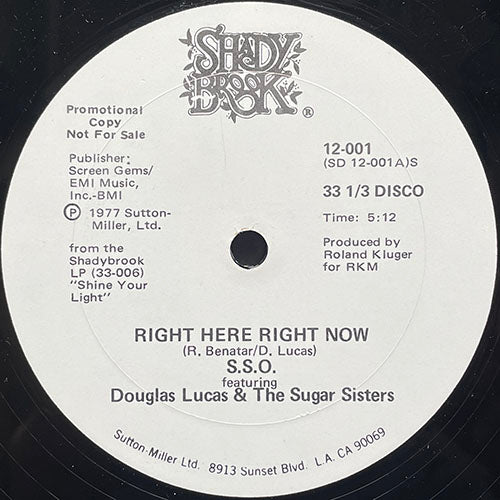 SHADY
BROOK ®
Promotional
Copy
Not For Sale
Publisher:
Screen Gems/
EMI Music,
Inc.-BMI
Ⓟ 1977 Sutton-
Miller, Ltd.
from the
Shadybrook
LP (33-006)
"Shine Your
Light"
12-001
(SD 12-001A)S
33 1/3 DISCO
Time: 5:12
Produced by
Roland Kluger
for RKM
RIGHT HERE RIGHT NOW
(R. Benatar/D. Lucas)
S.S.O.
featuring
Douglas Lucas & The Sugar Sisters
Sutton-Miller Ltd. 8913 Sunset Blvd. L.A. CA 90069